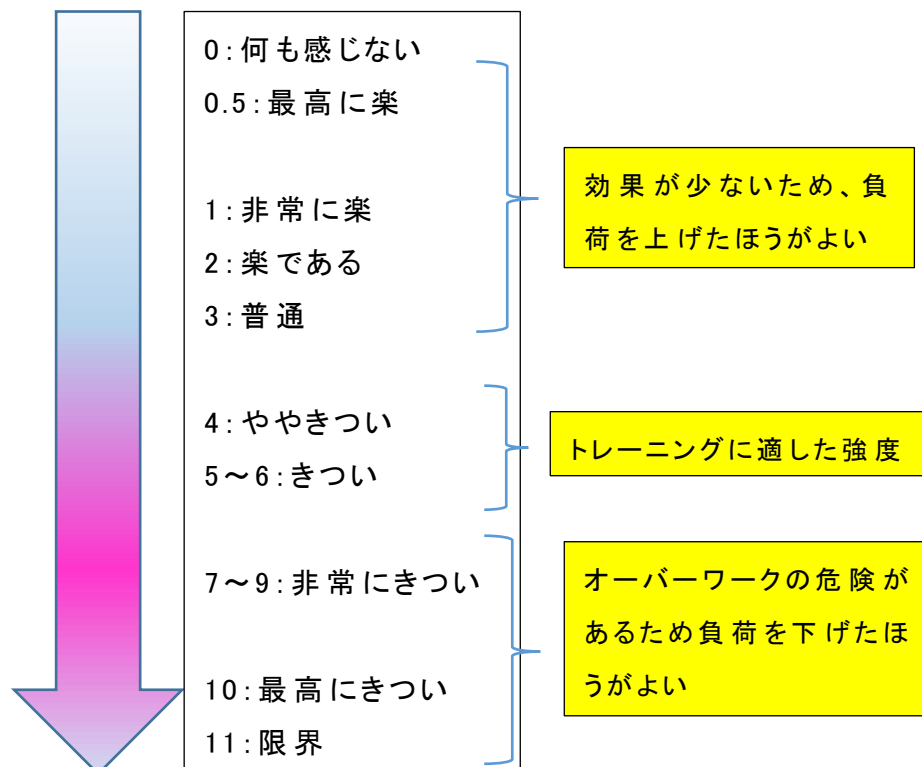 0:何も感じない
0.5:最高に楽
1:非常に楽
2:楽である
3:普通
効果が少ないため、負
荷を上げたほうがよい
4:ややきつい
5~6:きつい
トレーニングに適した強度
7~9:非常にきつい
10:最高にきつい
11:限界
オーバーワークの危険が
あるため負荷を下げたほ
うがよい